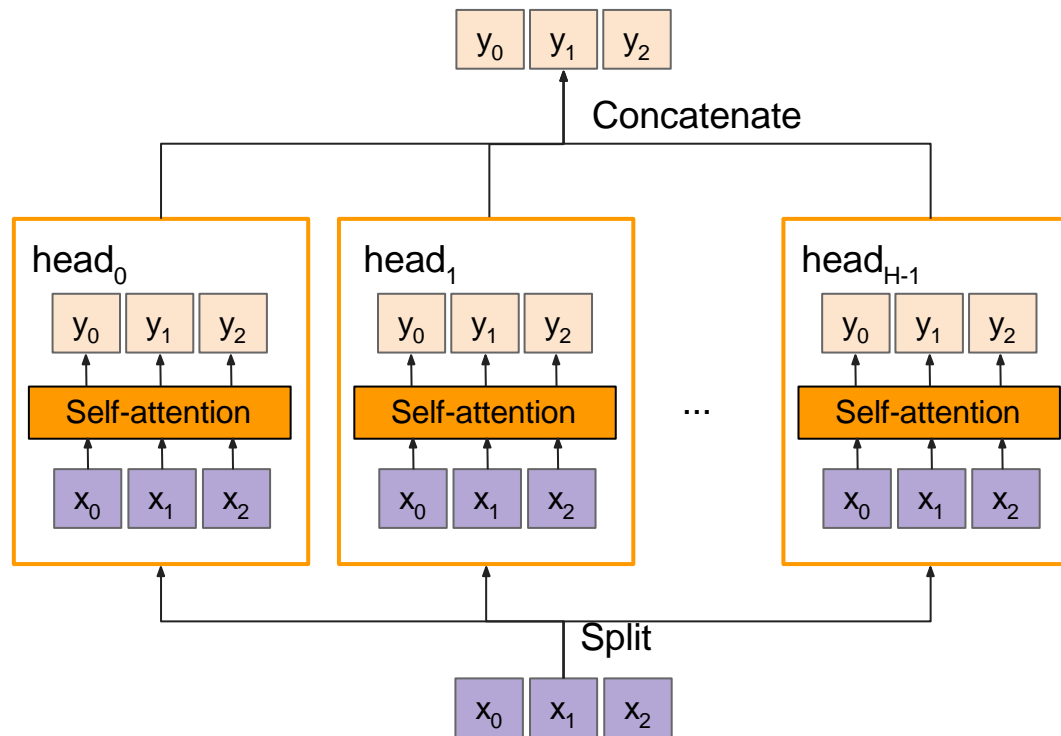 y₀ y₁ y₂
Concatenate
head₀ head₁ head_H-1
y₀ y₁ y₂ y₀ y₁ y₂ y₀ y₁ y₂
Self-attention Self-attention ... Self-attention
x₀ x₁ x₂ x₀ x₁ x₂ x₀ x₁ x₂
Split
x₀ x₁ x₂